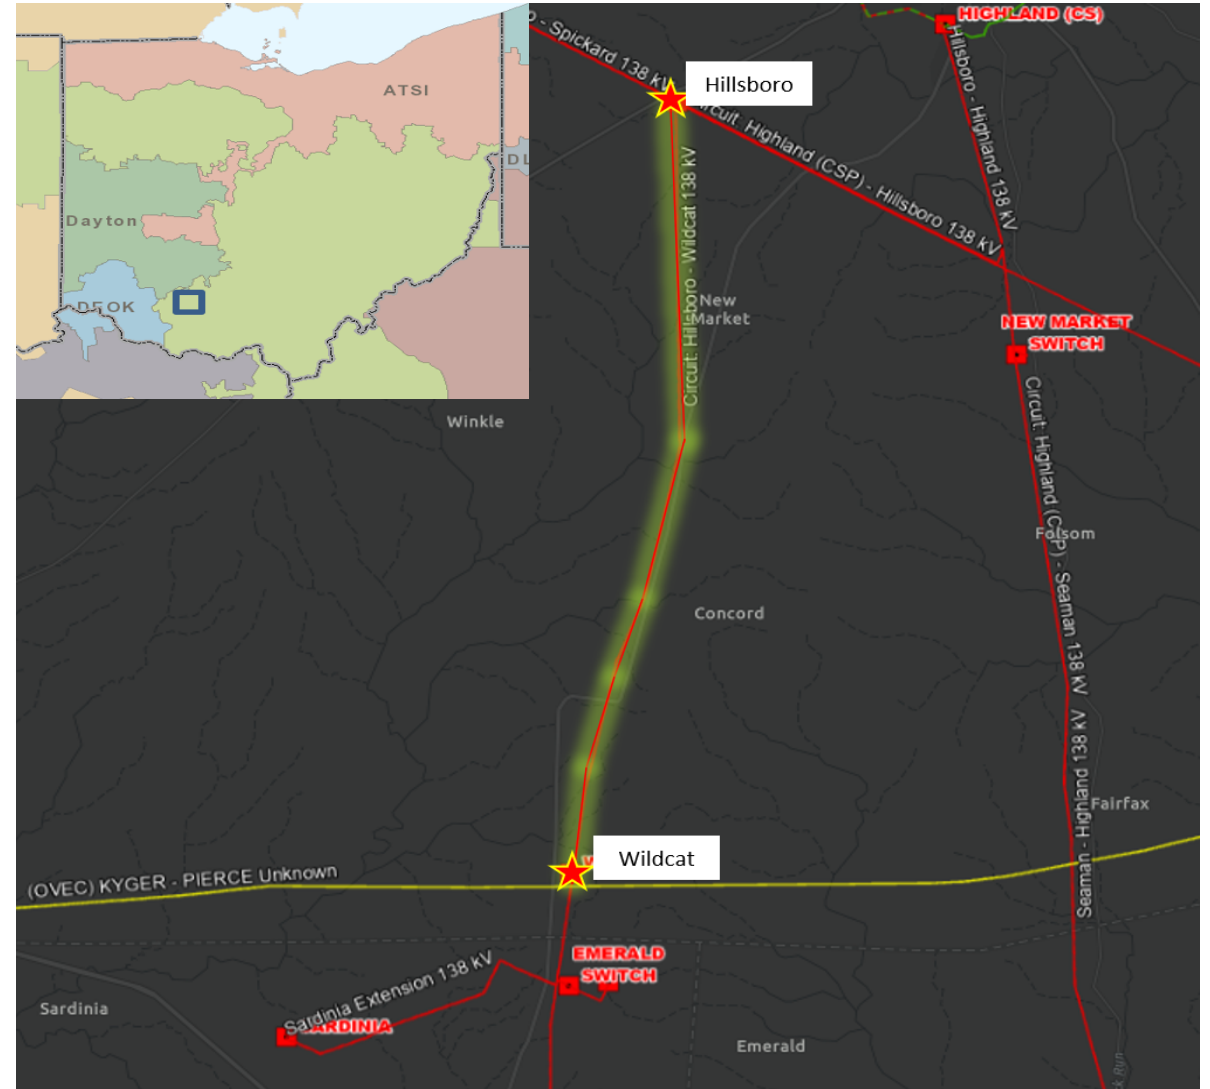 ATSI
DL
Dayton
DEOK
HIGHLAND (CS)
- Spickard 138 kV
Hillsboro
Circuit: Highland (CSP) - Hillsboro 138 kV
Hillsboro - Highland 138 kV
Circuit: Hillsboro - Wildcat 138 kV
New
Market
NEW MARKET
SWITCH
Winkle
Circuit: Highland (CSP) - Seaman 138 kV
Folsom
Concord
Seaman - Highland 138 kV
Fairfax
Wildcat
(OVEC) KYGER - PIERCE Unknown
EMERALD
SWITCH
Sardinia Extension 138 kV
SARDINIA
Sardinia
Emerald
Run